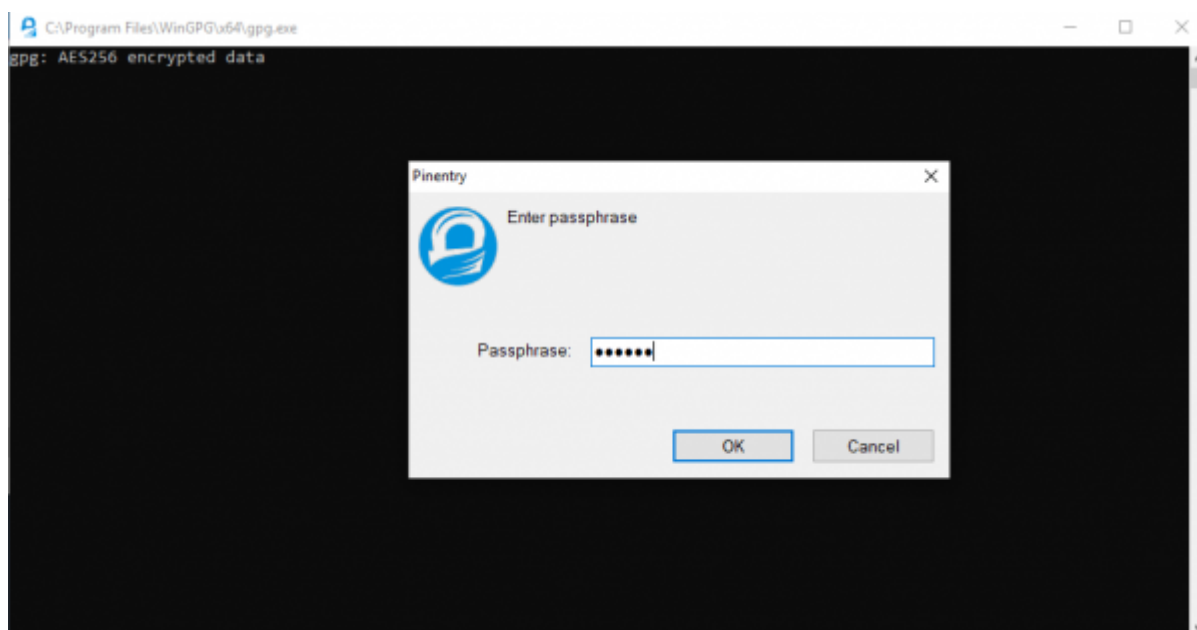 C:\Program Files\WinGPG\x64\gpg.exe
gpg: AES256 encrypted data
Pinentry
Enter passphrase
Passphrase: ●●●●●●
OK Cancel